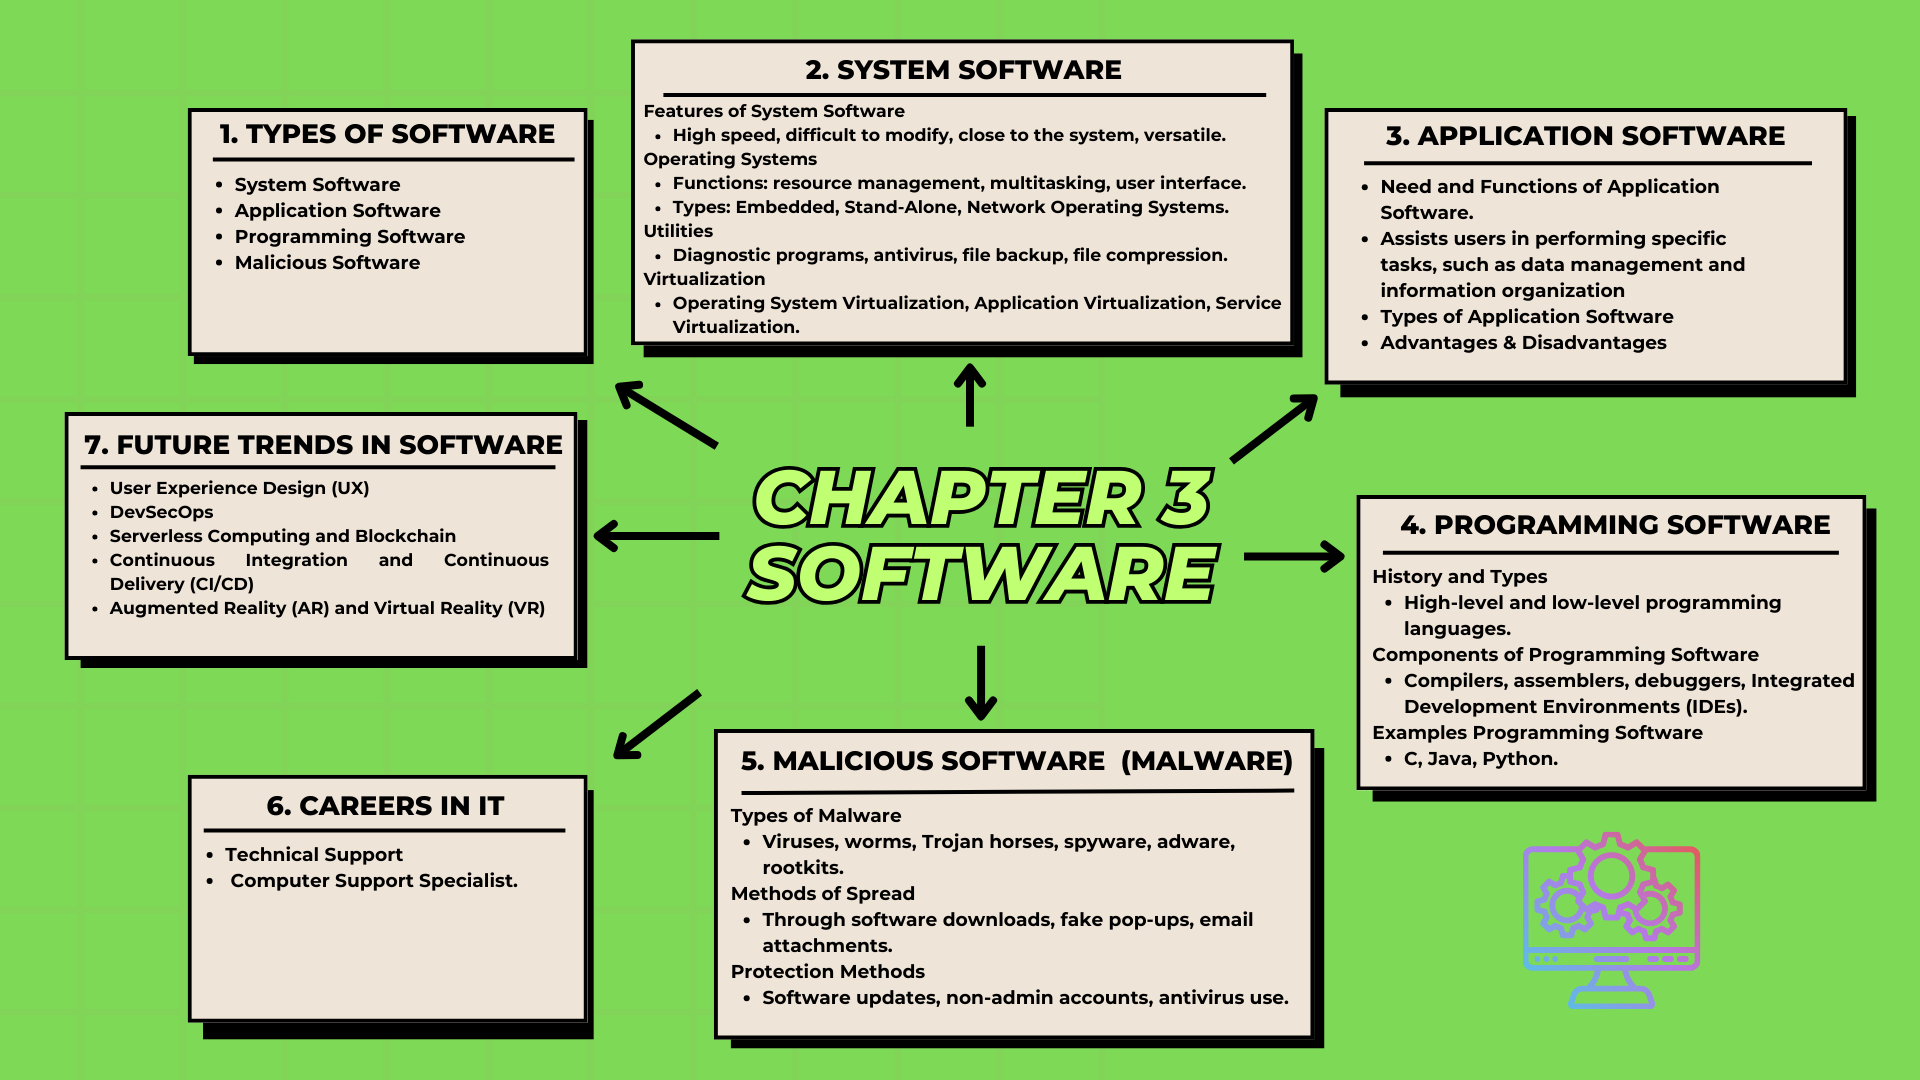 CHAPTER 3
SOFTWARE
1. TYPES OF SOFTWARE
• System Software
• Application Software
• Programming Software
• Malicious Software
2. SYSTEM SOFTWARE
Features of System Software
• High speed, difficult to modify, close to the system, versatile.
Operating Systems
• Functions: resource management, multitasking, user interface.
• Types: Embedded, Stand-Alone, Network Operating Systems.
Utilities
• Diagnostic programs, antivirus, file backup, file compression.
Virtualization
• Operating System Virtualization, Application Virtualization, Service
Virtualization.
3. APPLICATION SOFTWARE
• Need and Functions of Application
Software.
• Assists users in performing specific
tasks, such as data management and
information organization
• Types of Application Software
• Advantages & Disadvantages
4. PROGRAMMING SOFTWARE
History and Types
• High-level and low-level programming
languages.
Components of Programming Software
• Compilers, assemblers, debuggers, Integrated
Development Environments (IDEs).
Examples Programming Software
• C, Java, Python.
5. MALICIOUS SOFTWARE (MALWARE)
Types of Malware
• Viruses, worms, Trojan horses, spyware, adware,
rootkits.
Methods of Spread
• Through software downloads, fake pop-ups, email
attachments.
Protection Methods
• Software updates, non-admin accounts, antivirus use.
6. CAREERS IN IT
• Technical Support
• Computer Support Specialist.
7. FUTURE TRENDS IN SOFTWARE
• User Experience Design (UX)
• DevSecOps
• Serverless Computing and Blockchain
• Continuous Integration and Continuous
Delivery (CI/CD)
• Augmented Reality (AR) and Virtual Reality (VR)